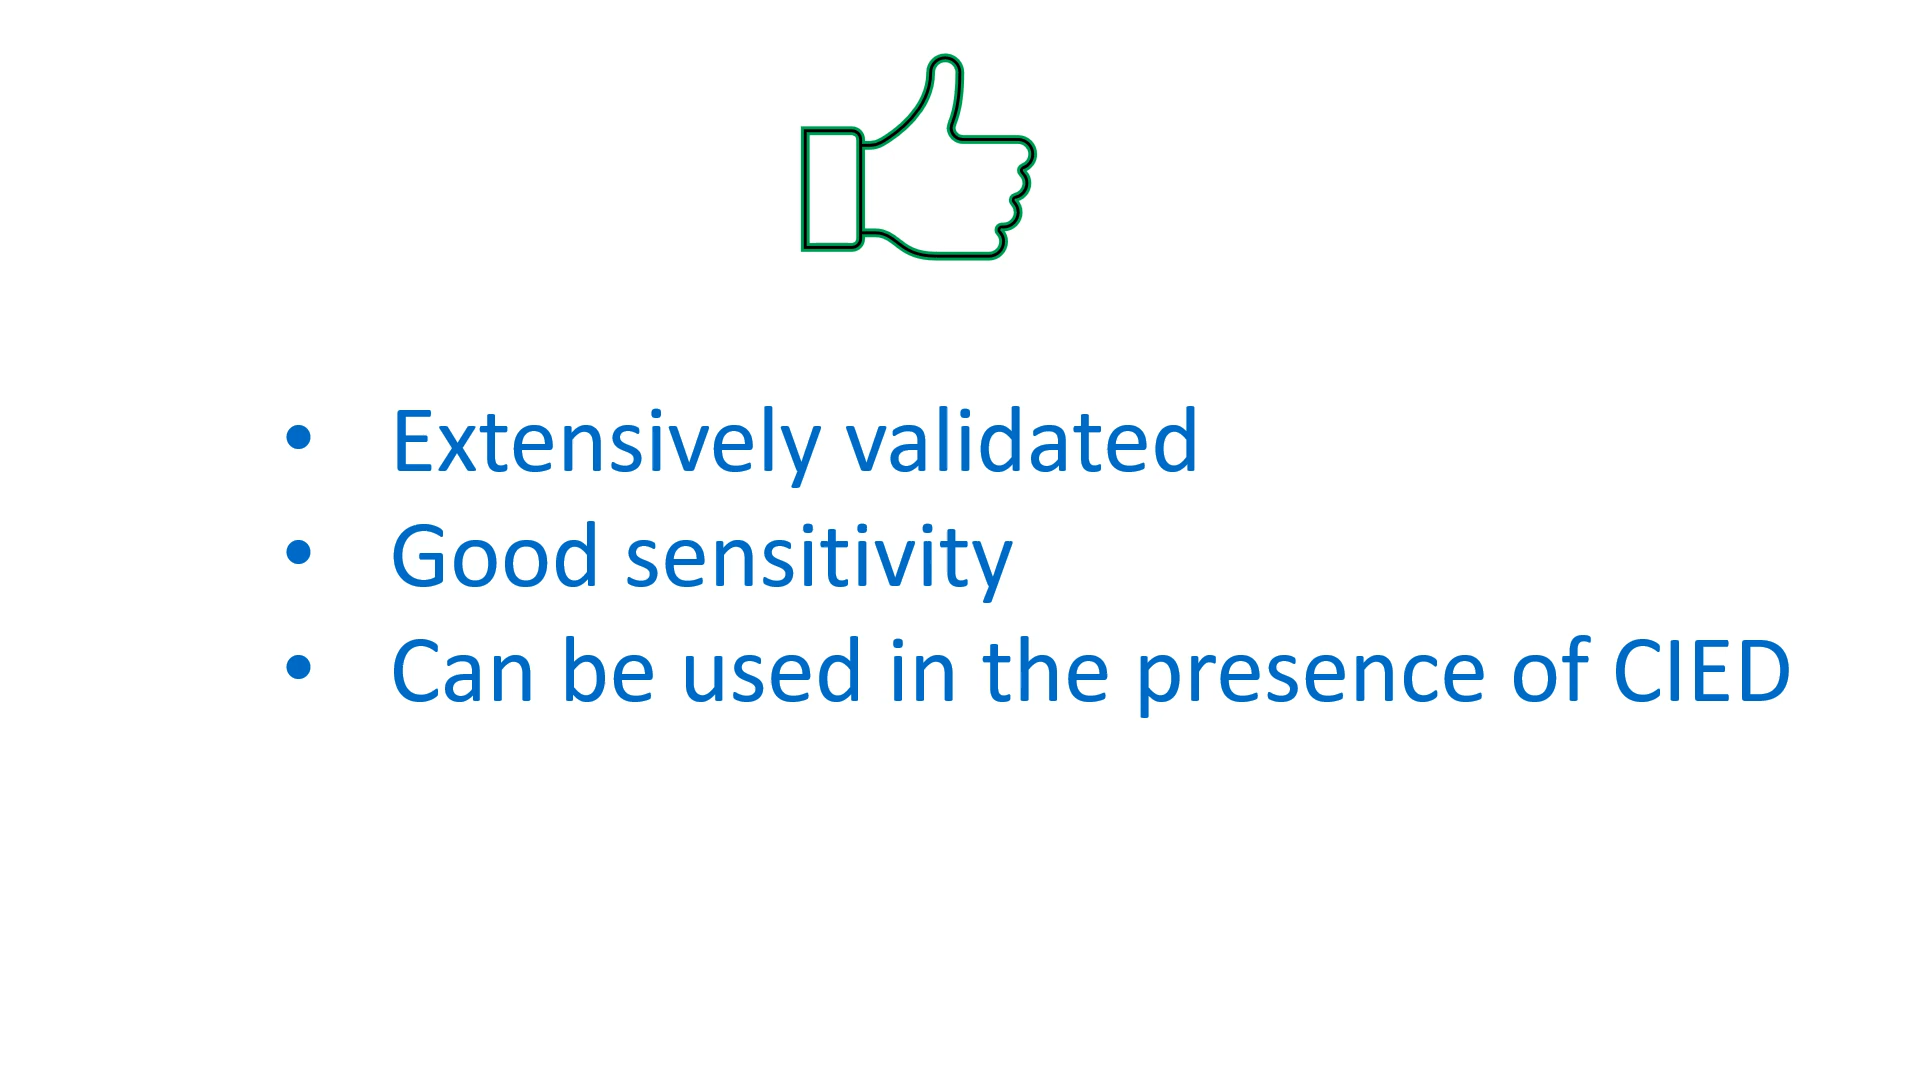 • Extensively validated
• Good sensitivity
• Can be used in the presence of CIED